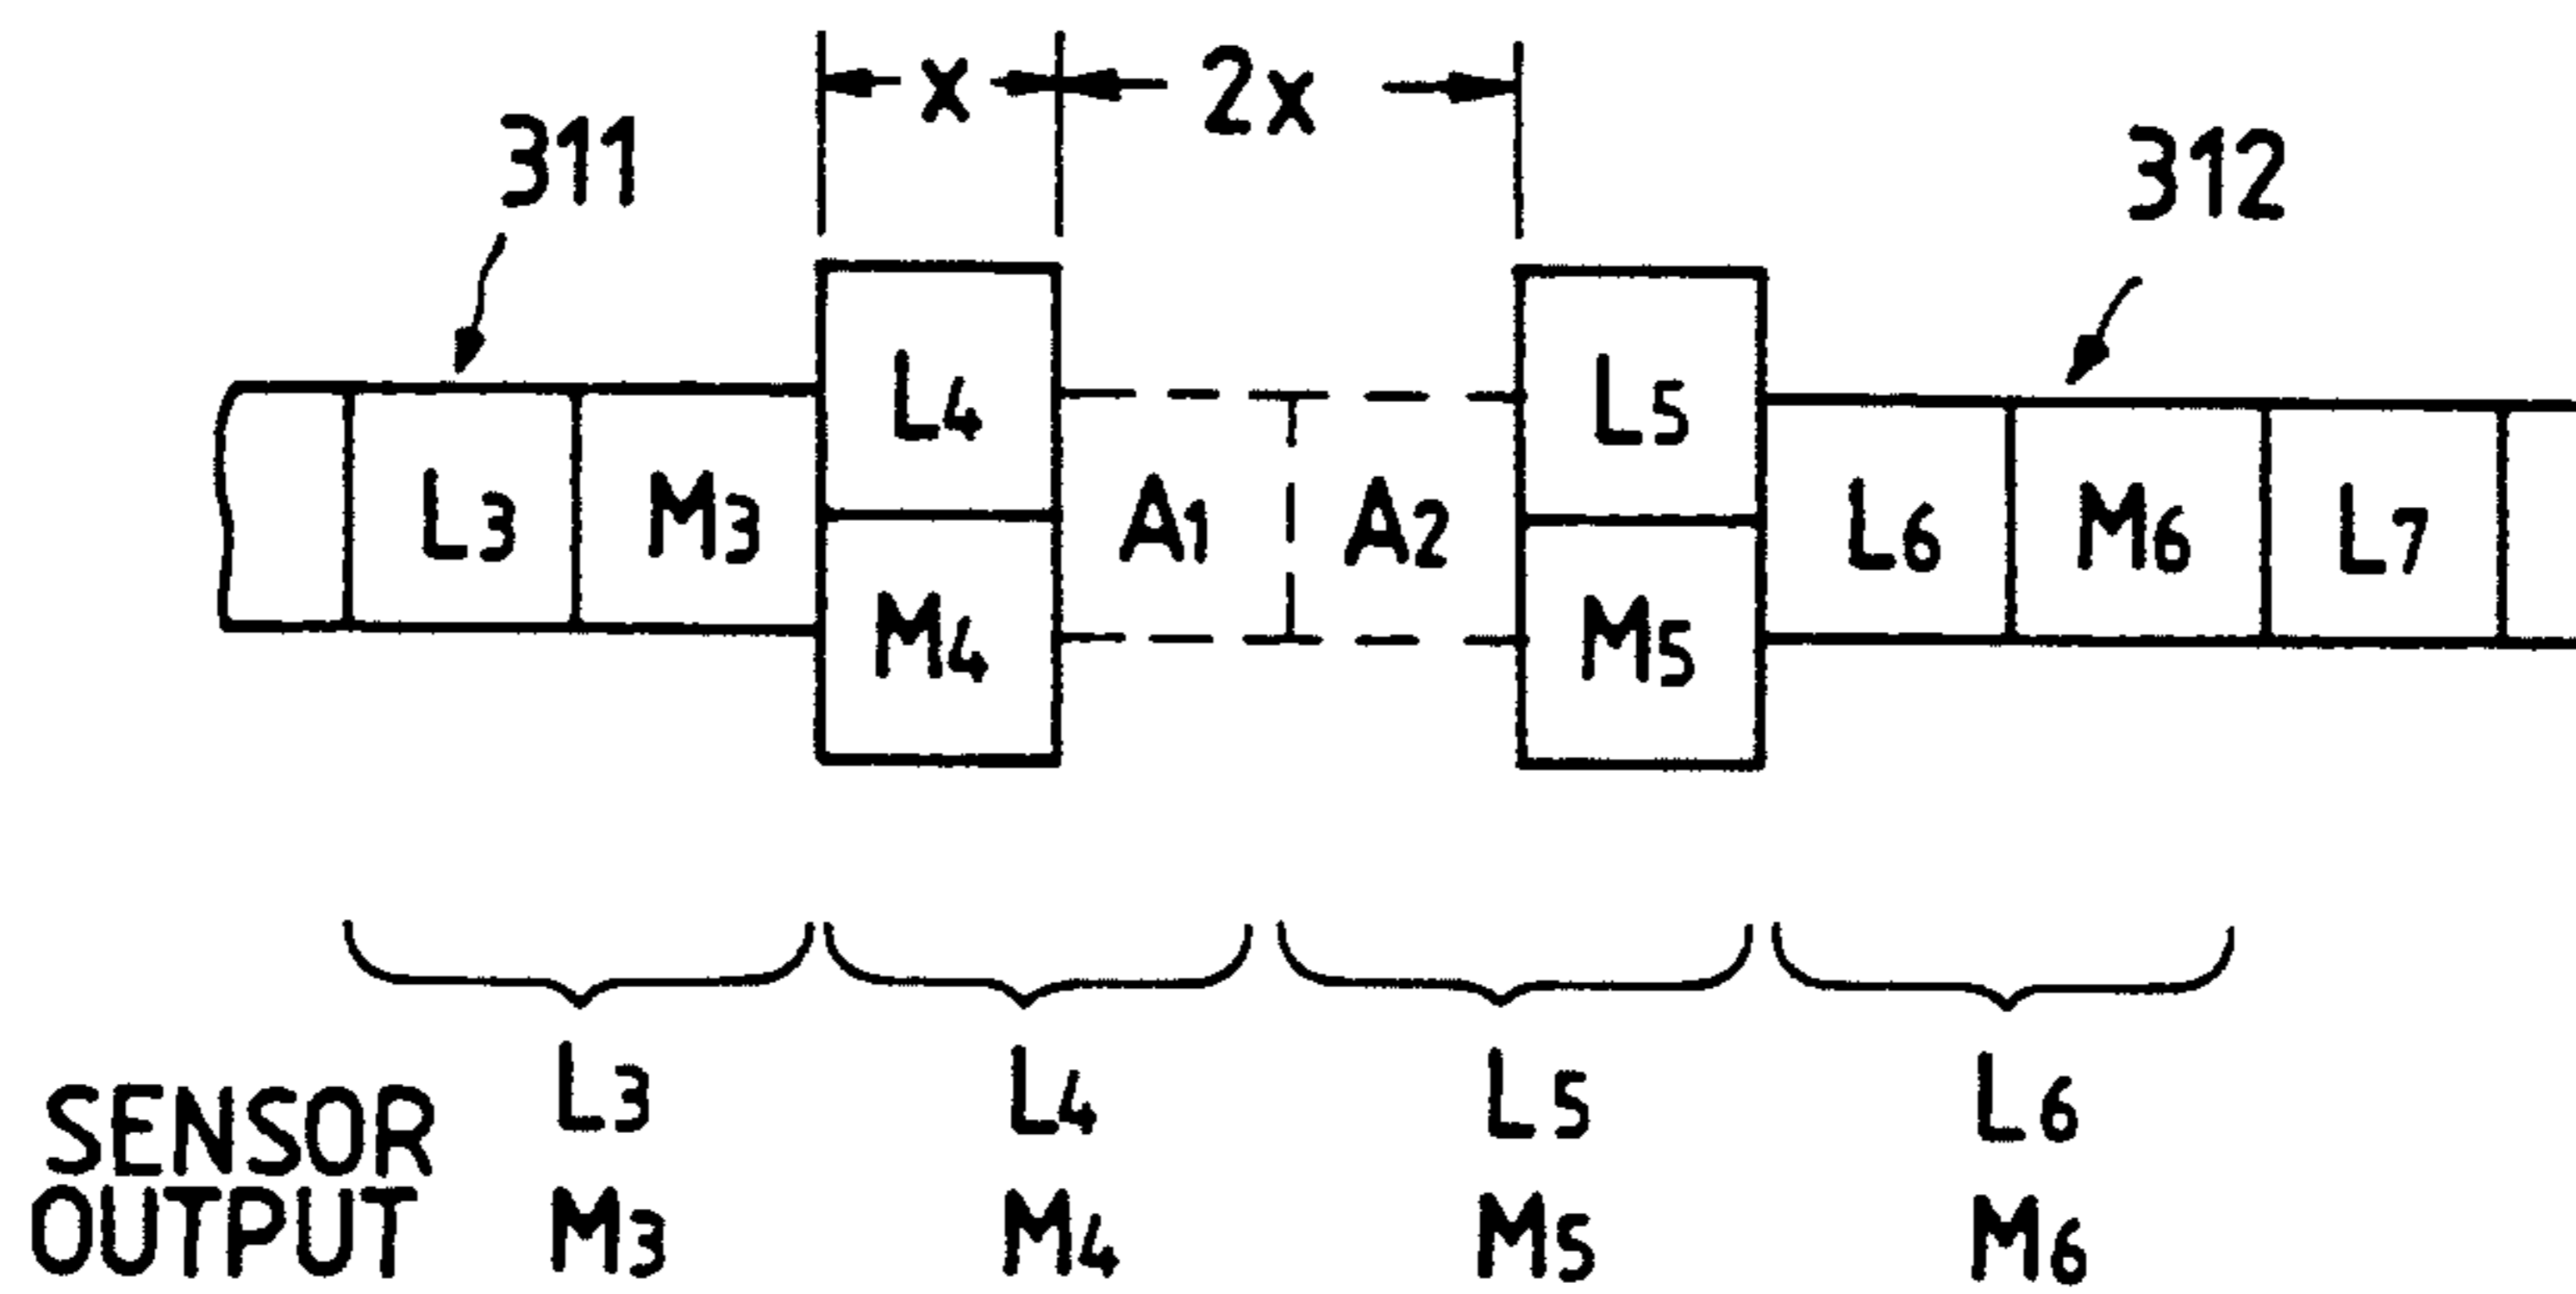 x 2x
311 312
L4 L5
L3 M3 A1 A2 L6 M6 L7
M4 M5
L3 L4 L5 L6
SENSOR
OUTPUT M3 M4 M5 M6